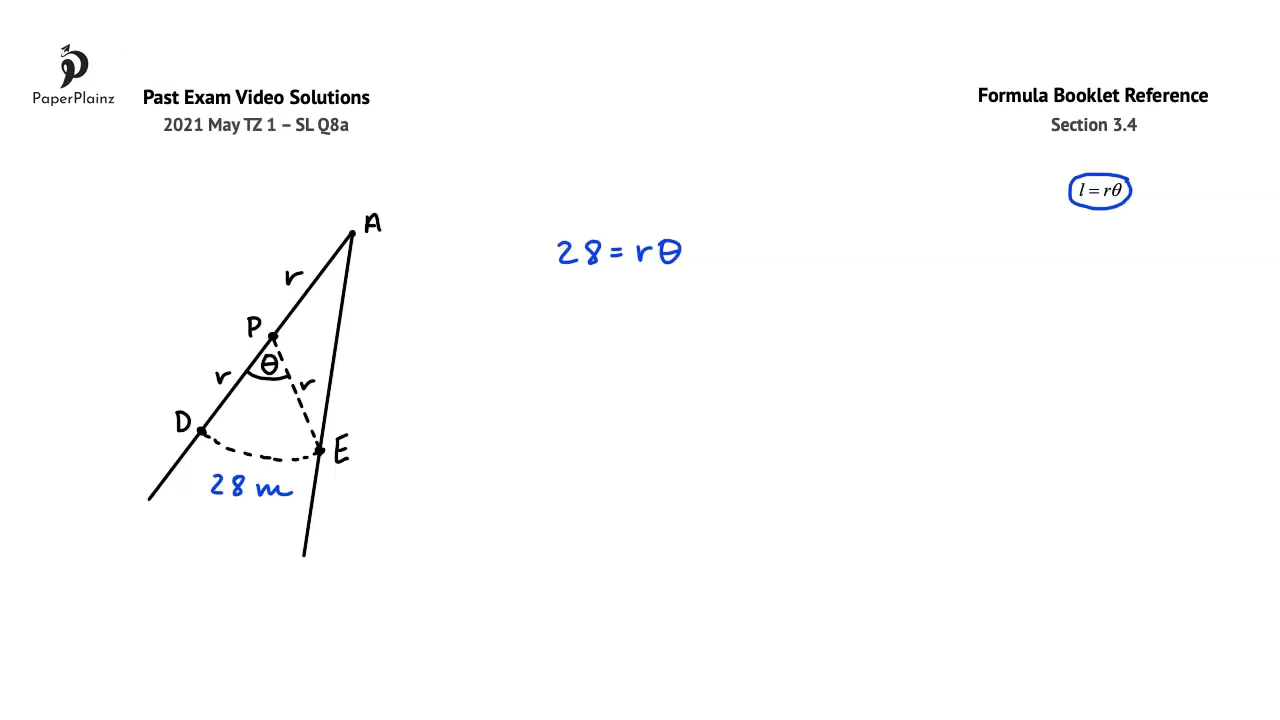 PaperPlainz
Past Exam Video Solutions
2021 May TZ 1 – SL Q8a
Formula Booklet Reference
Section 3.4
l = rθ
A
r
28 = rθ
P
θ
r
r
D
E
28 m